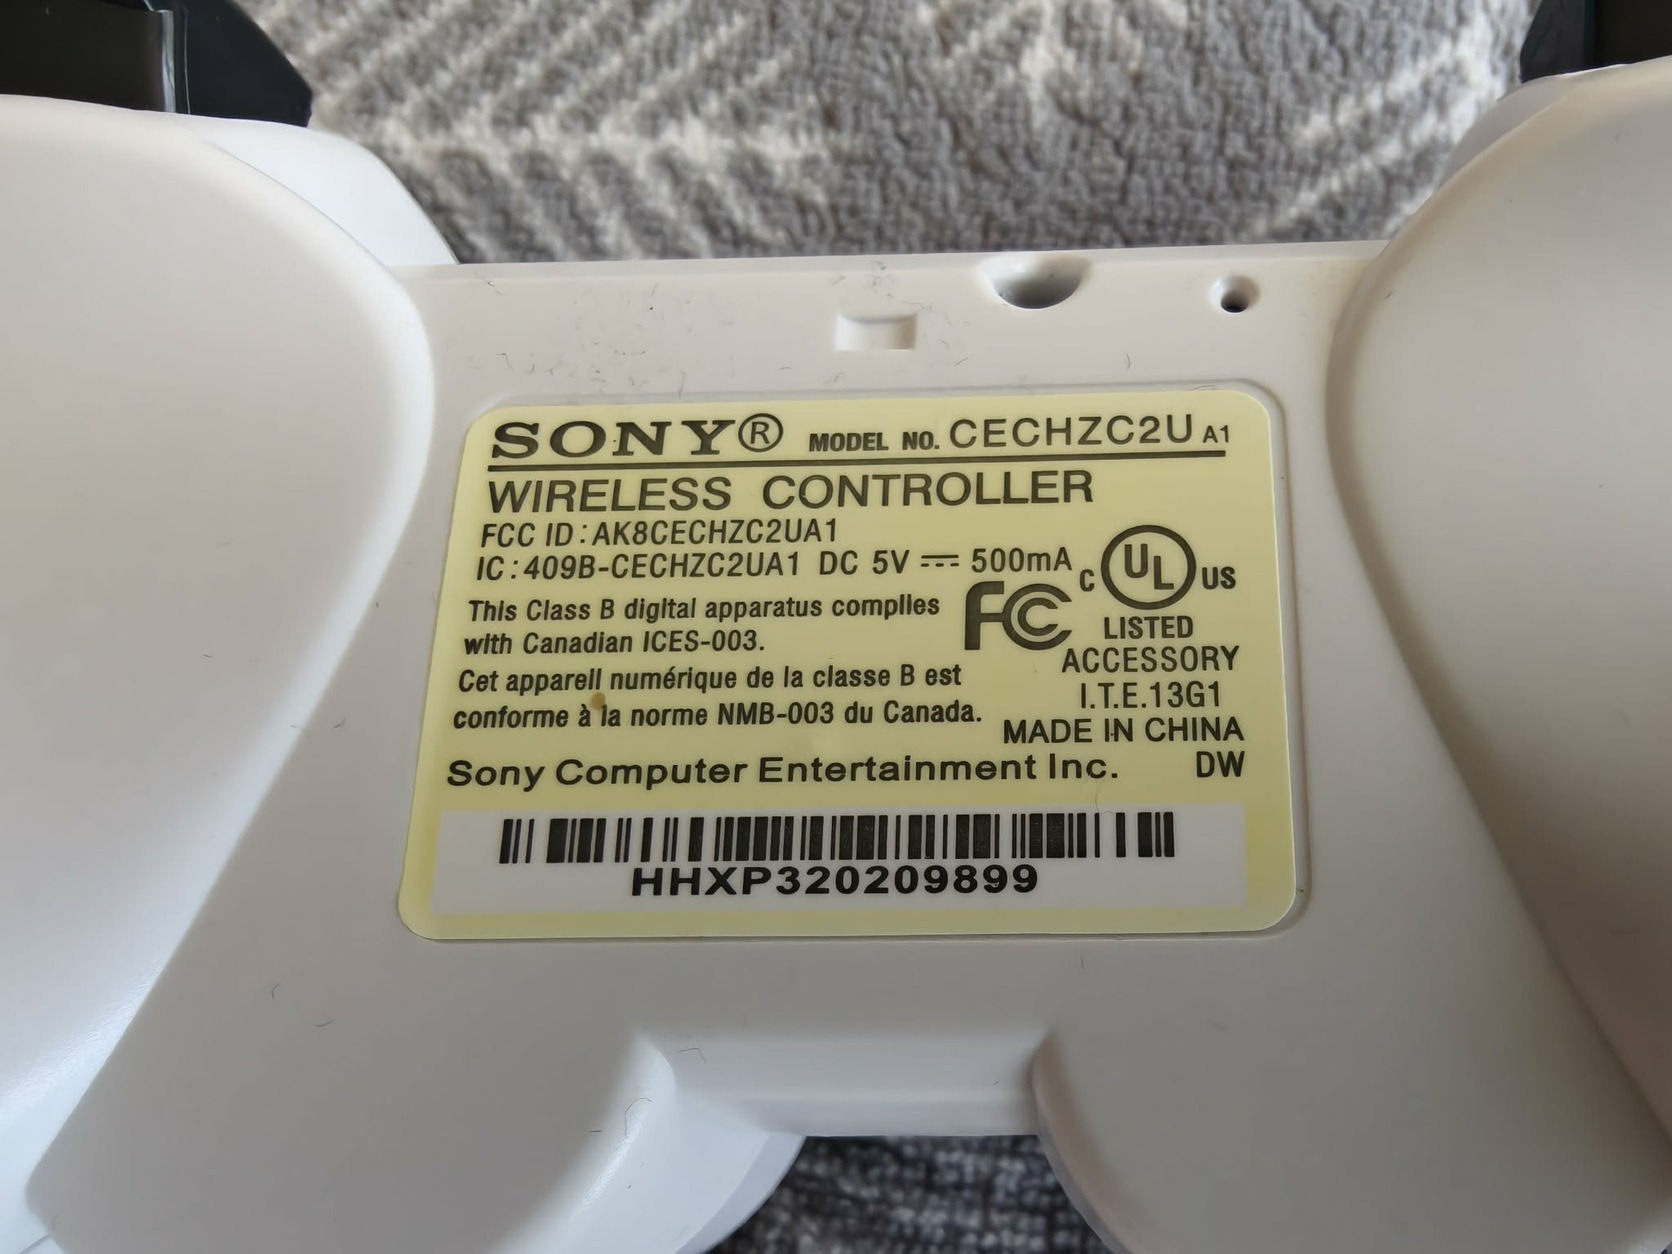 SONY® MODEL NO. CECHZC2U A1
WIRELESS CONTROLLER
FCC ID : AK8CECHZC2UA1
IC : 409B-CECHZC2UA1 DC 5V ⎓ 500mA
This Class B digital apparatus complies
with Canadian ICES-003.
Cet appareil numérique de la classe B est
conforme à la norme NMB-003 du Canada.
FC
C UL US
LISTED
ACCESSORY
I.T.E.13G1
MADE IN CHINA
Sony Computer Entertainment Inc. DW
HHXP320209899